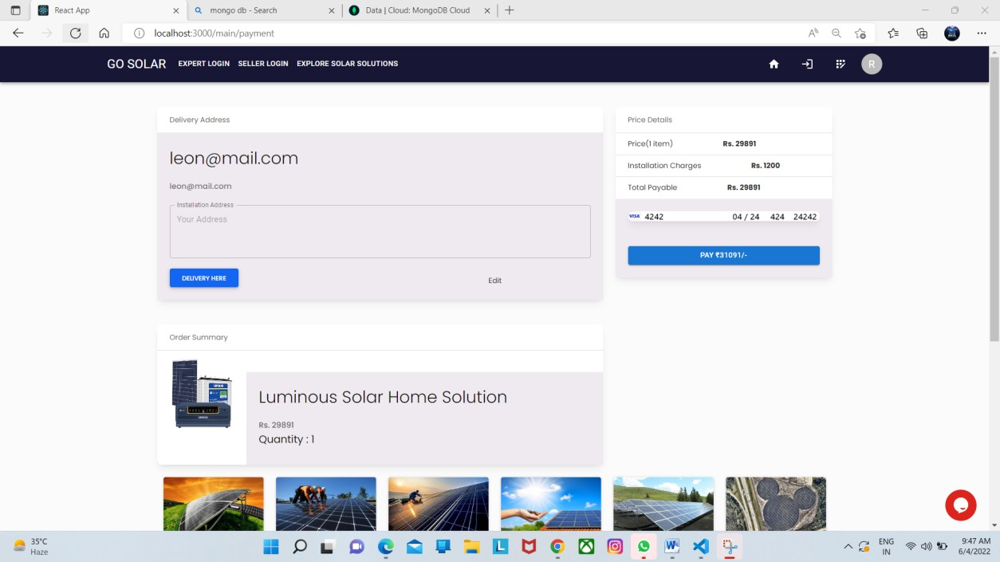 React App
mongo db - Search
Data | Cloud: MongoDB Cloud
localhost:3000/main/payment
GO SOLAR EXPERT LOGIN SELLER LOGIN EXPLORE SOLAR SOLUTIONS R
Delivery Address
leon@mail.com
leon@mail.com
Installation Address
Your Address
DELIVERY HERE
Edit
Price Details
Price(1 item) Rs. 29891
Installation Charges Rs. 1200
Total Payable Rs. 29891
VISA 4242 04 / 24 424 24242
PAY ₹31091/-
Order Summary
Luminous Solar Home Solution
Rs. 29891
Quantity : 1
35°C
Haze
ENG
IN
9:47 AM
6/4/2022